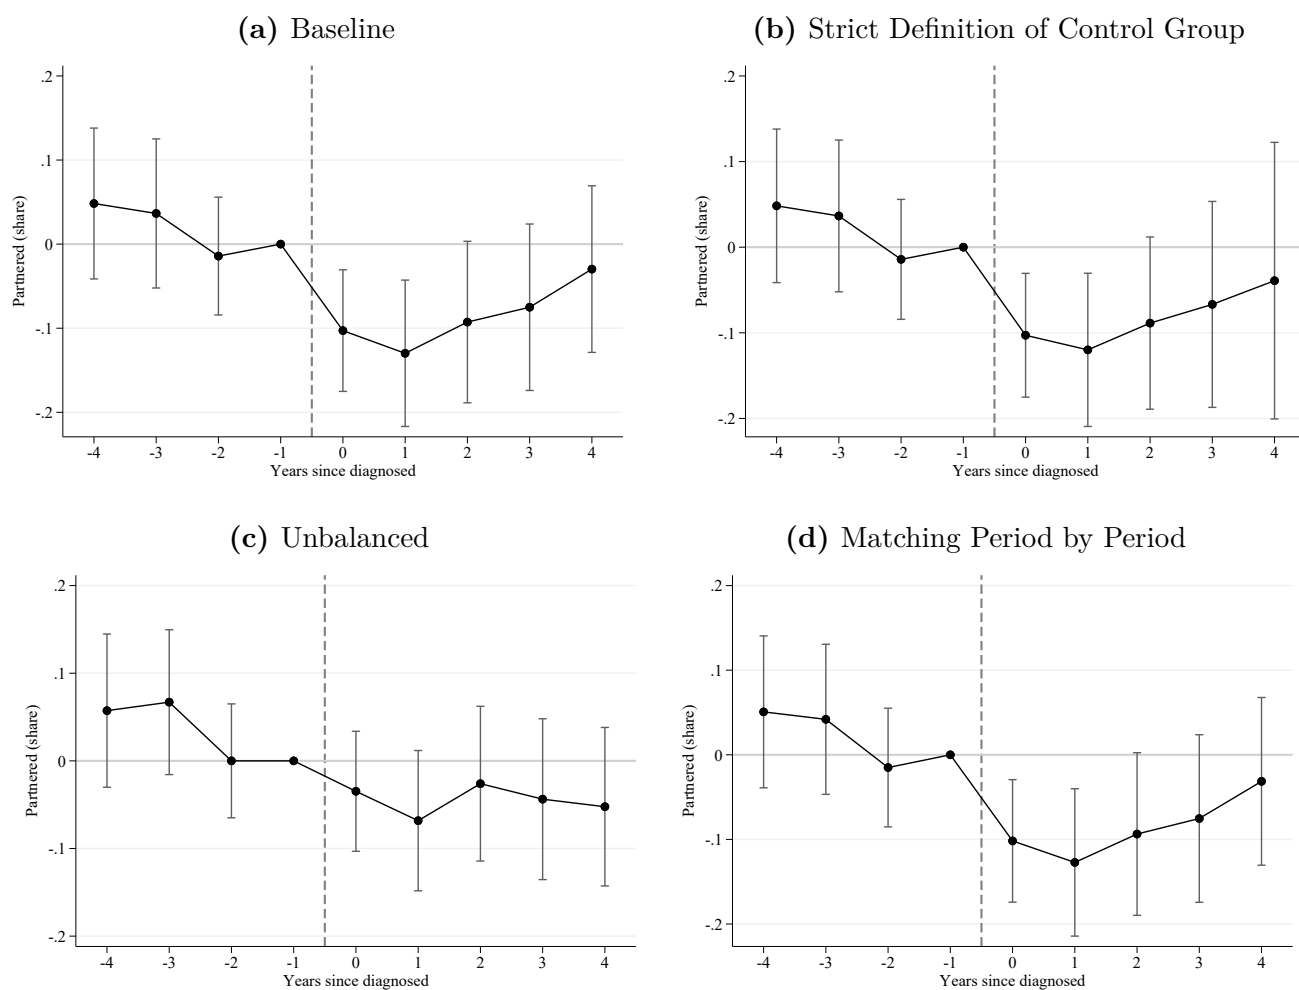 (a) Baseline
.2
.1
0
-.1
-.2
Partnered (share)
-4 -3 -2 -1 0 1 2 3 4
Years since diagnosed
(b) Strict Definition of Control Group
.2
.1
0
-.1
-.2
Partnered (share)
-4 -3 -2 -1 0 1 2 3 4
Years since diagnosed
(c) Unbalanced
.2
.1
0
-.1
-.2
Partnered (share)
-4 -3 -2 -1 0 1 2 3 4
Years since diagnosed
(d) Matching Period by Period
.2
.1
0
-.1
-.2
Partnered (share)
-4 -3 -2 -1 0 1 2 3 4
Years since diagnosed